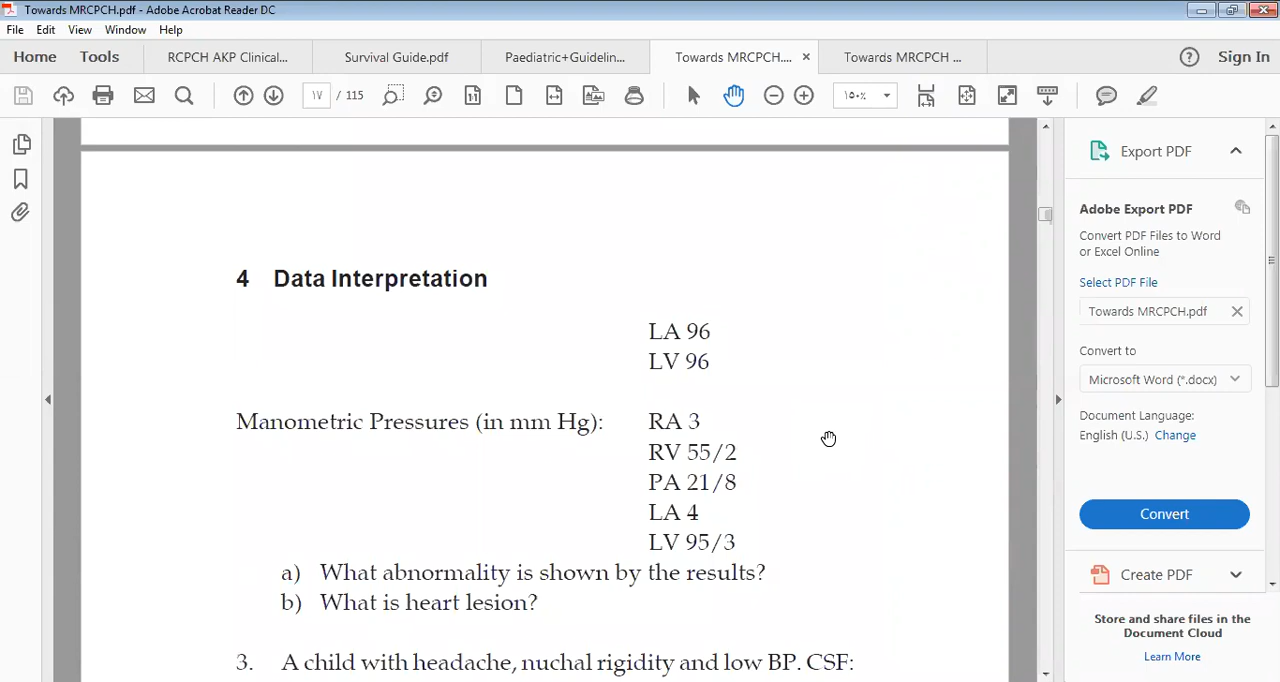 Towards MRCPCH.pdf - Adobe Acrobat Reader DC
File Edit View Window Help
Home Tools RCPCH AKP Clinical... Survival Guide.pdf Paediatric+Guidelin... Towards MRCPCH.... × Towards MRCPCH ... ? Sign In
١٧ / 115 ١٥٠٪
4 Data Interpretation
LA 96
LV 96
Manometric Pressures (in mm Hg): RA 3
RV 55/2
PA 21/8
LA 4
LV 95/3
a) What abnormality is shown by the results?
b) What is heart lesion?
3. A child with headache, nuchal rigidity and low BP. CSF:
Export PDF
Adobe Export PDF
Convert PDF Files to Word
or Excel Online
Select PDF File
Towards MRCPCH.pdf ×
Convert to
Microsoft Word (*.docx)
Document Language:
English (U.S.) Change
Convert
Create PDF
Store and share files in the
Document Cloud
Learn More